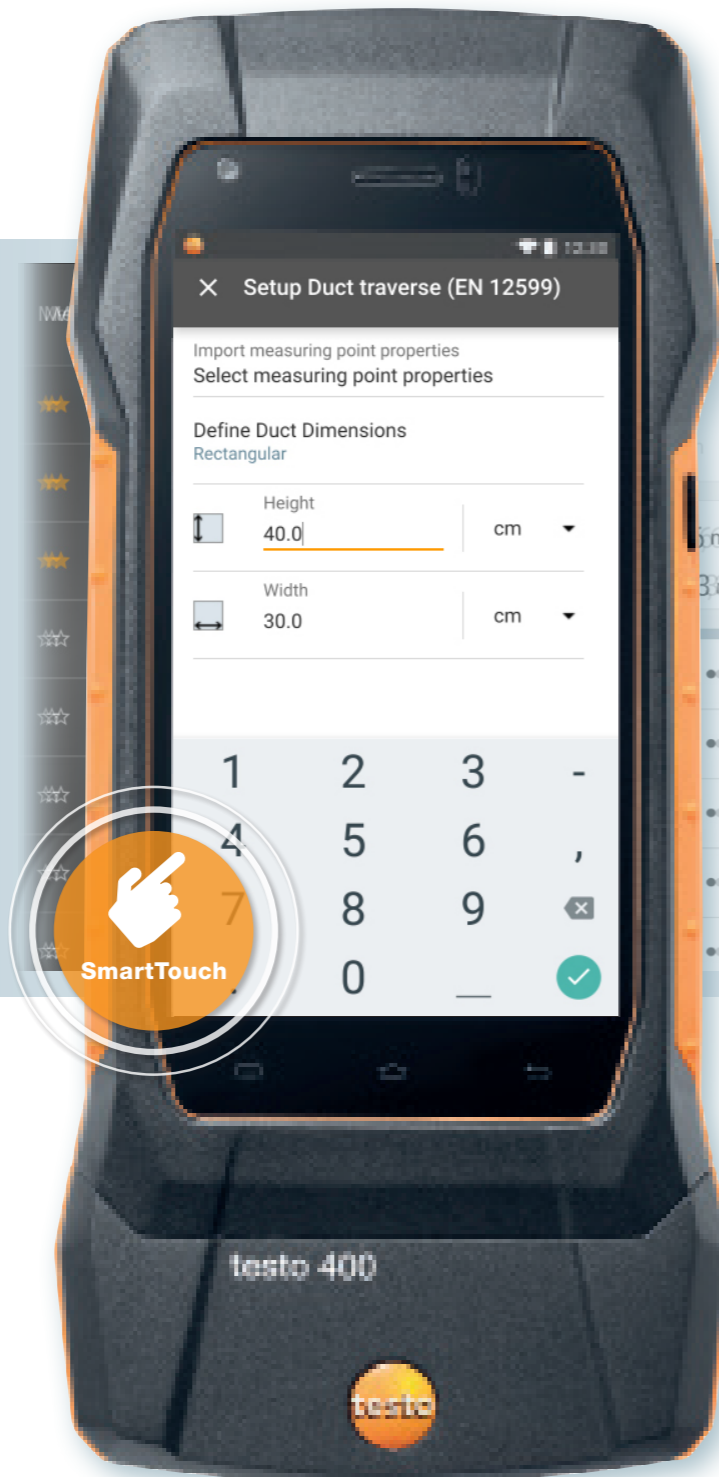 12:30
Setup Duct traverse (EN 12599)
Import measuring point properties
Select measuring point properties
Define Duct Dimensions
Rectangular
Height
40.0
cm
Width
30.0
cm
1 2 3 -
4 5 6 ,
7 8 9
. 0 _
SmartTouch
testo 400
testo